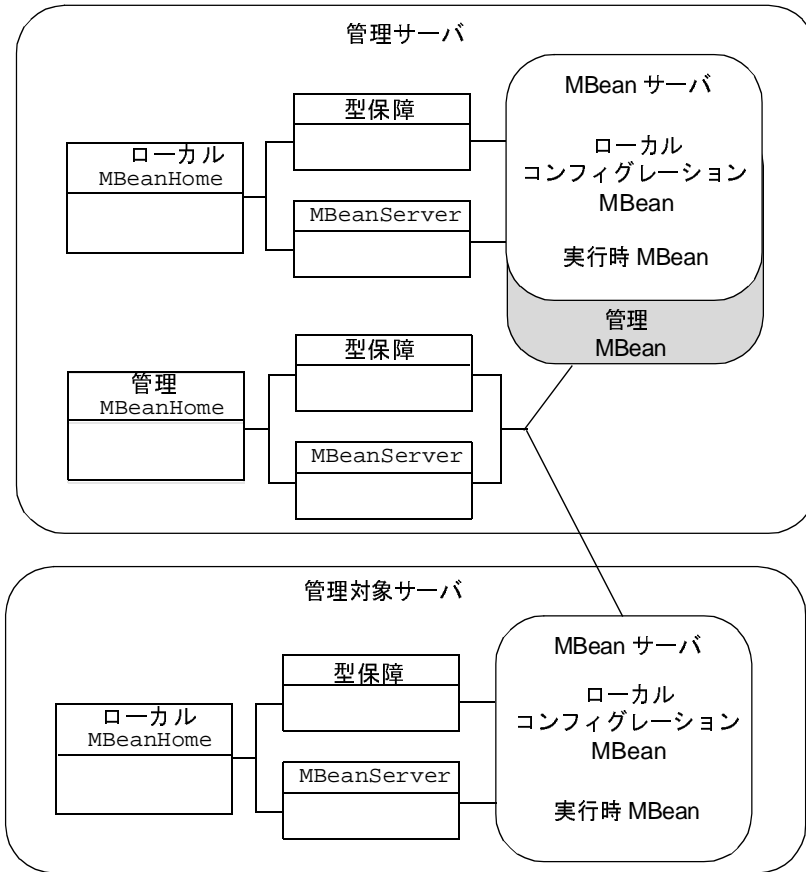 管理サーバ
MBean サーバ
型保障
ローカル
MBeanHome
MBeanServer
ローカル
コンフィグレーション
MBean
実行時 MBean
管理
MBean
型保障
管理
MBeanHome
MBeanServer
管理対象サーバ
MBean サーバ
型保障
ローカル
MBeanHome
MBeanServer
ローカル
コンフィグレーション
MBean
実行時 MBean